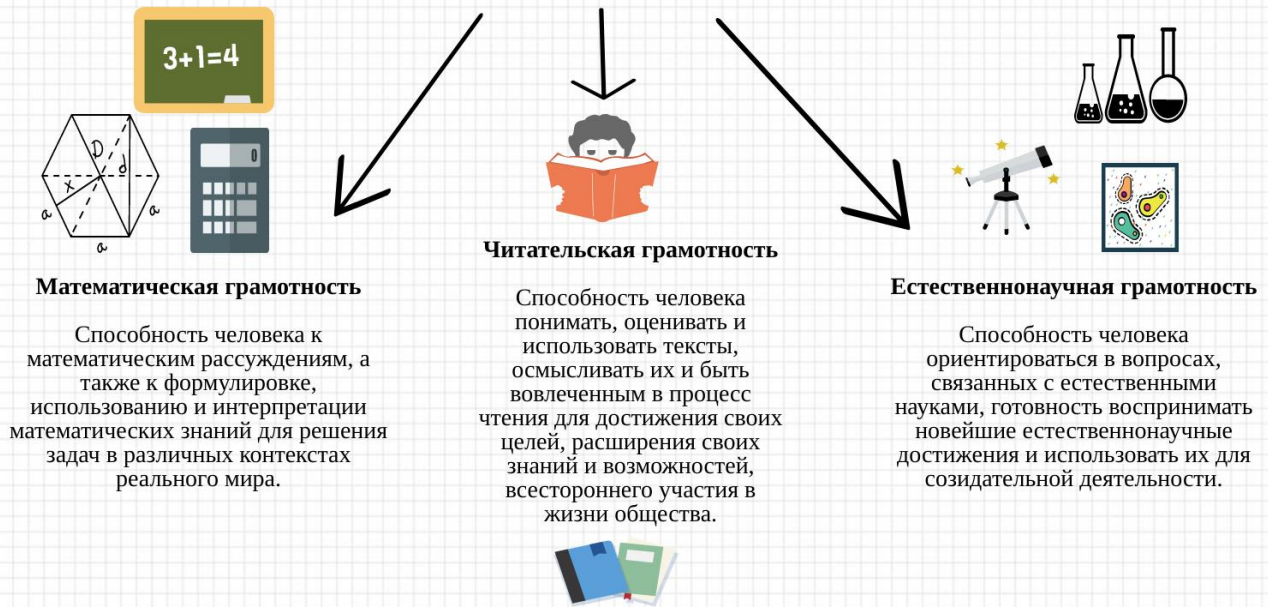 3+1=4
D
d
x
a
a
a
0
Математическая грамотность
Способность человека к
математическим рассуждениям, а
также к формулировке,
использованию и интерпретации
математических знаний для решения
задач в различных контекстах
реального мира.
Читательская грамотность
Способность человека
понимать, оценивать и
использовать тексты,
осмысливать их и быть
вовлеченным в процесс
чтения для достижения своих
целей, расширения своих
знаний и возможностей,
всестороннего участия в
жизни общества.
Естественнонаучная грамотность
Способность человека
ориентироваться в вопросах,
связанных с естественными
науками, готовность воспринимать
новейшие естественнонаучные
достижения и использовать их для
созидательной деятельности.